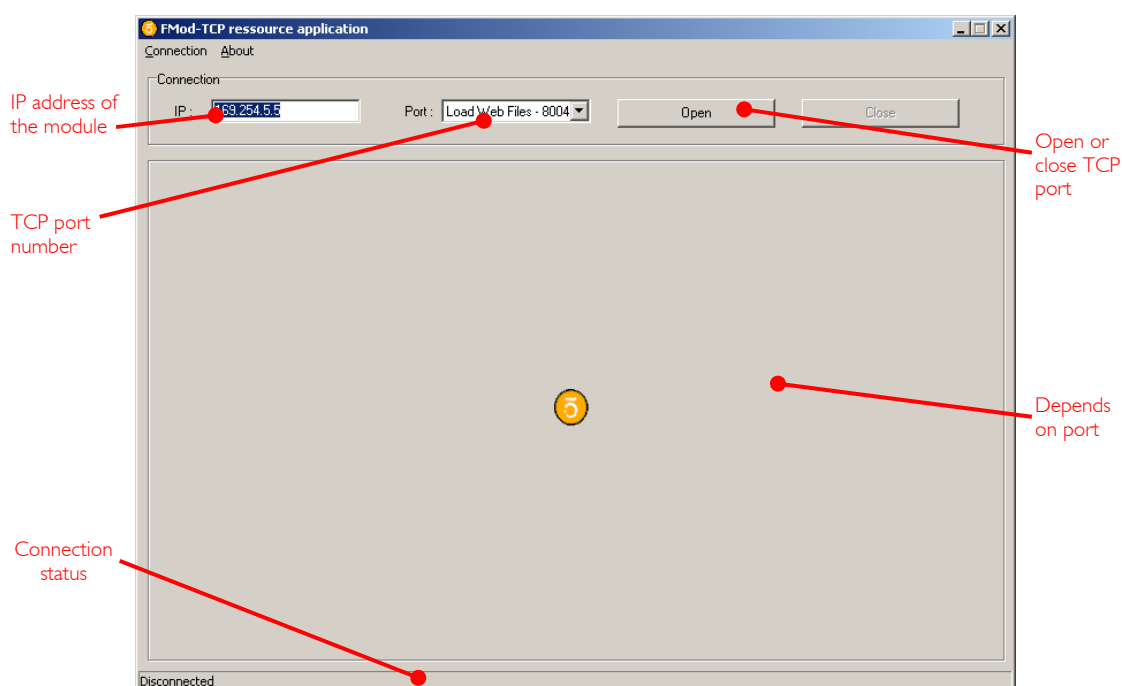 FMod-TCP ressource application
Connection About
Connection
IP address of
the module
IP :
169.254.5.5
Port :
Load Web Files - 8004
Open
Close
Open or
close TCP
port
TCP port
number
5
Depends
on port
Connection
status
Disconnected